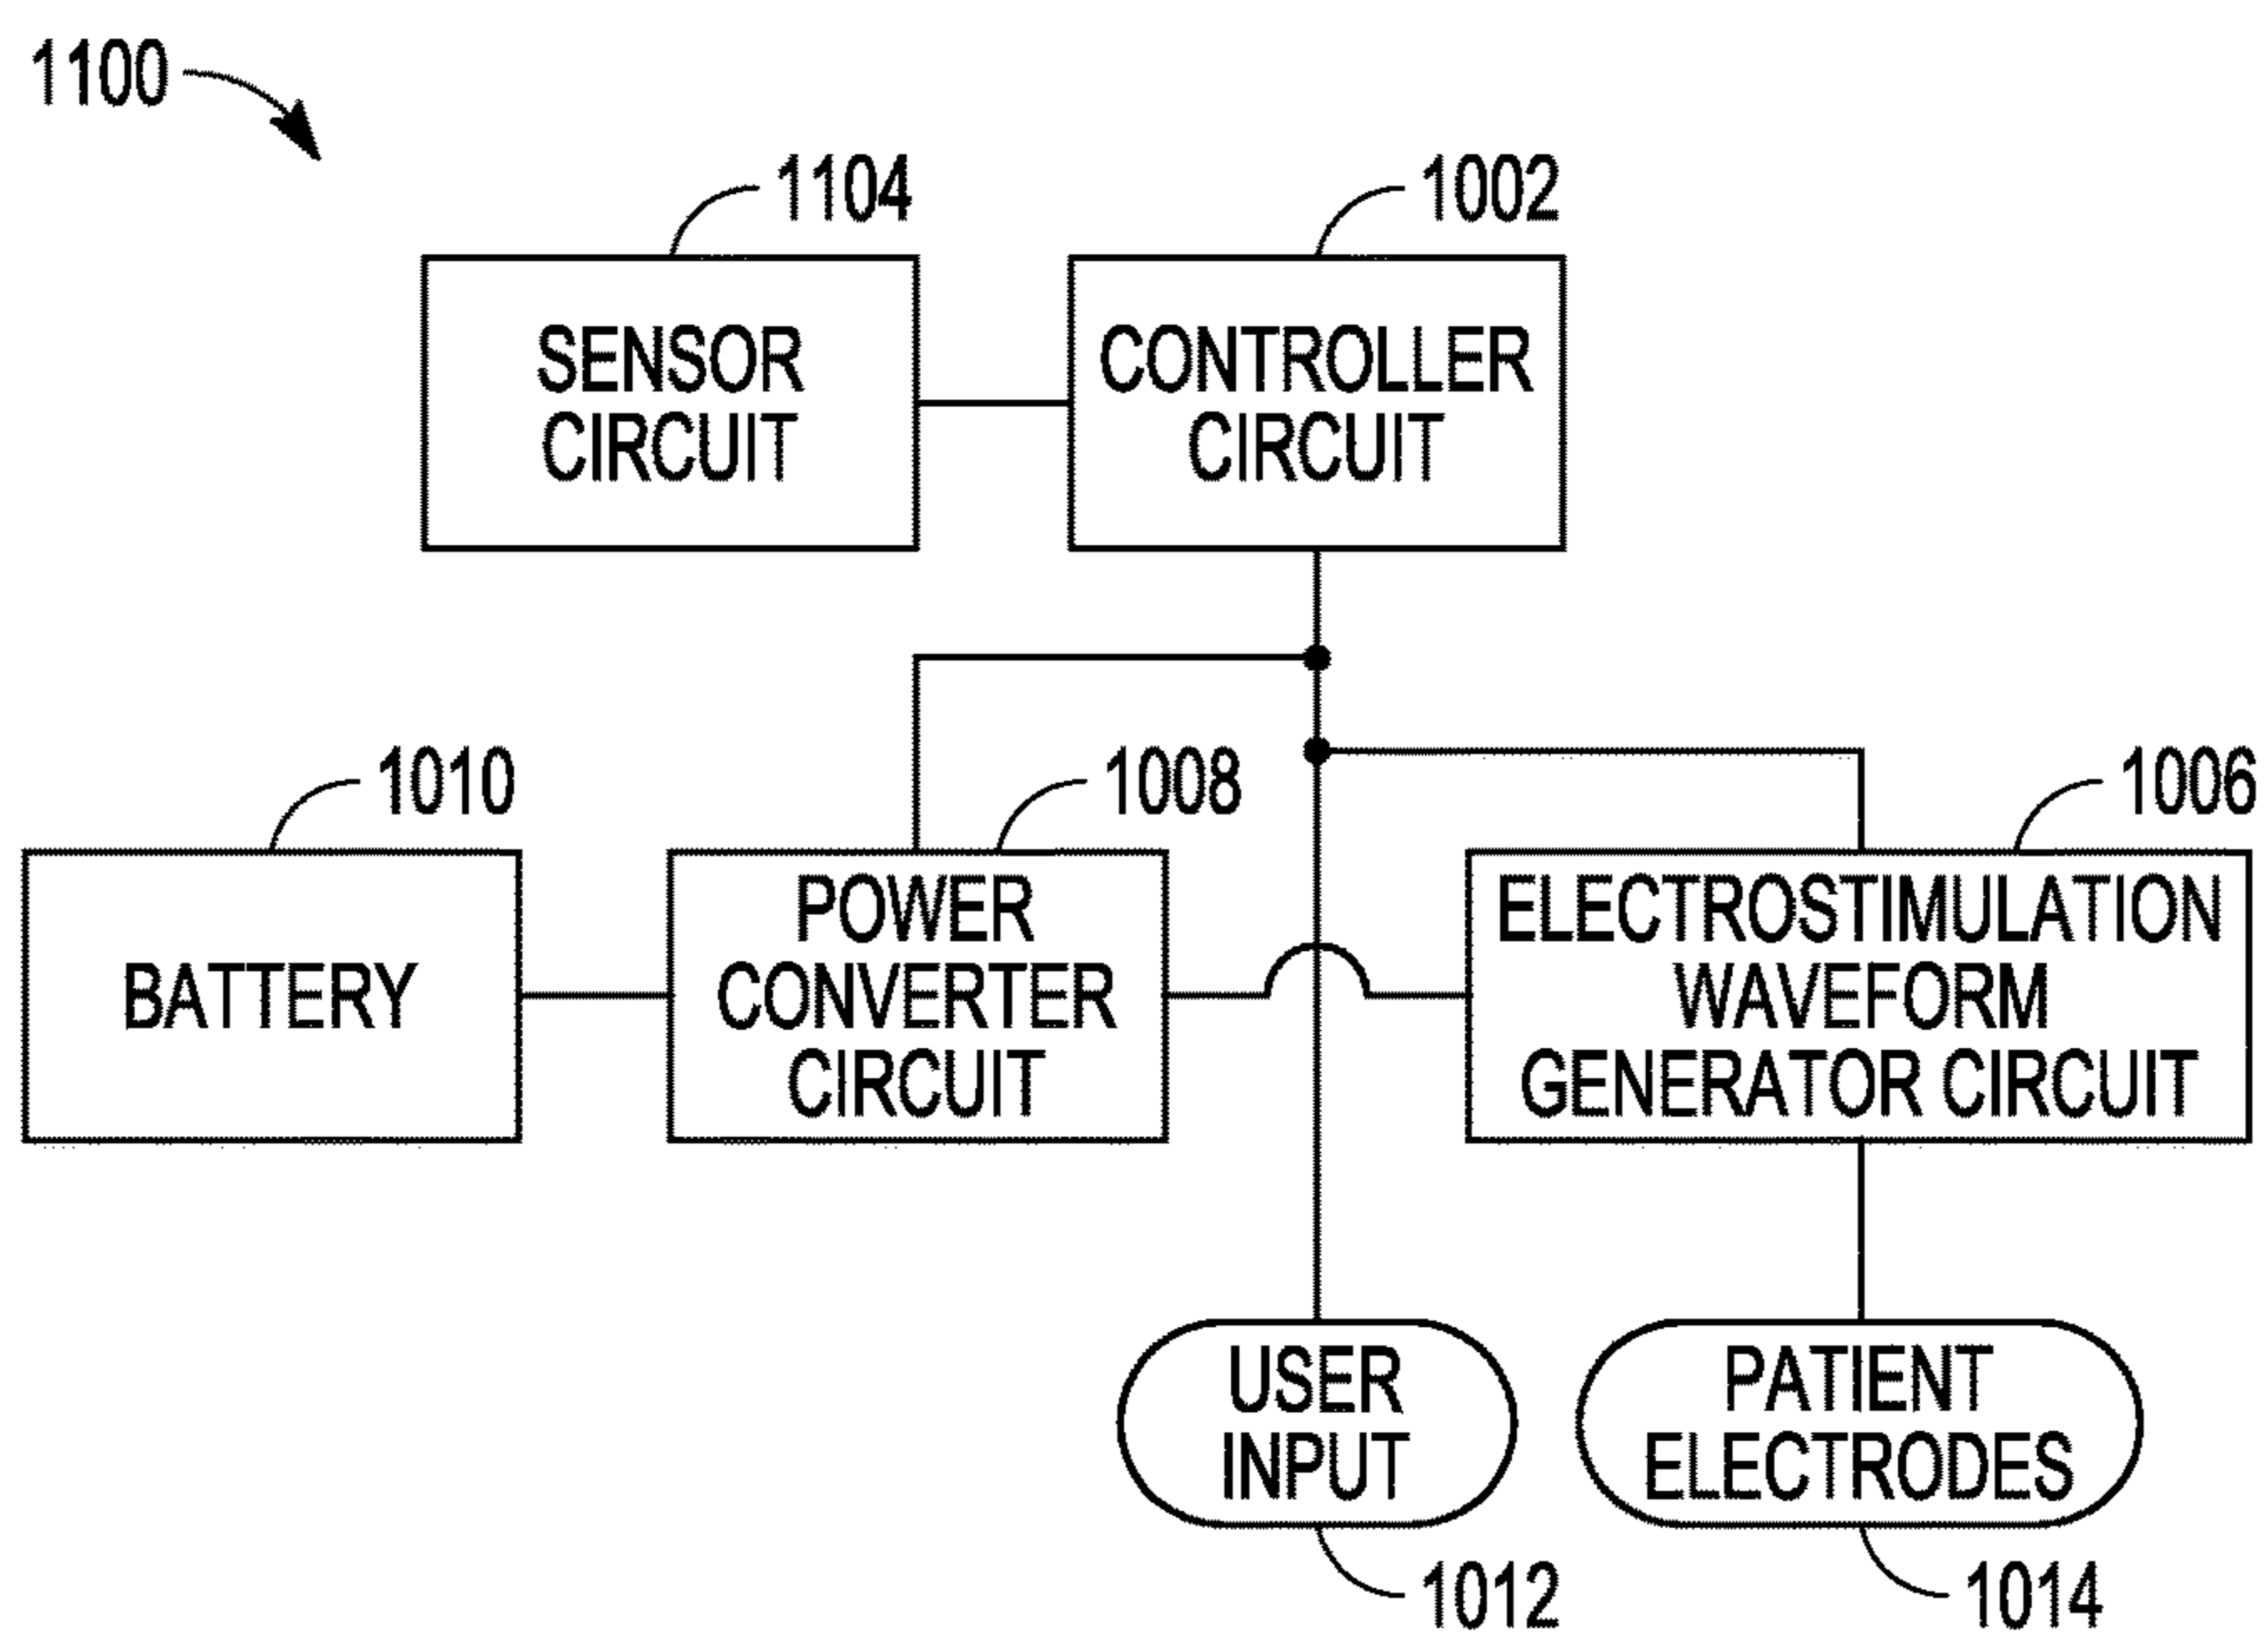 1100
1104
1002
SENSOR
CIRCUIT
CONTROLLER
CIRCUIT
1010
1008
1006
BATTERY
POWER
CONVERTER
CIRCUIT
ELECTROSTIMULATION
WAVEFORM
GENERATOR CIRCUIT
USER
INPUT
PATIENT
ELECTRODES
1012
1014